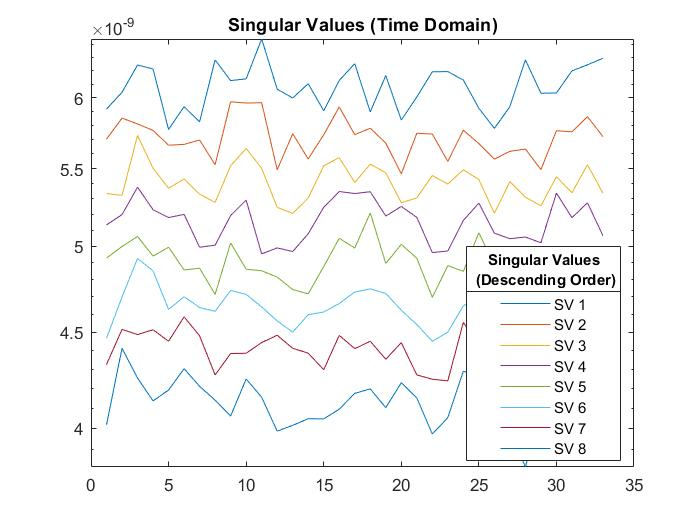 Singular Values (Time Domain)
×10⁻⁹
6
5.5
5
4.5
4
0 5 10 15 20 25 30 35
Singular Values
(Descending Order)
SV 1
SV 2
SV 3
SV 4
SV 5
SV 6
SV 7
SV 8